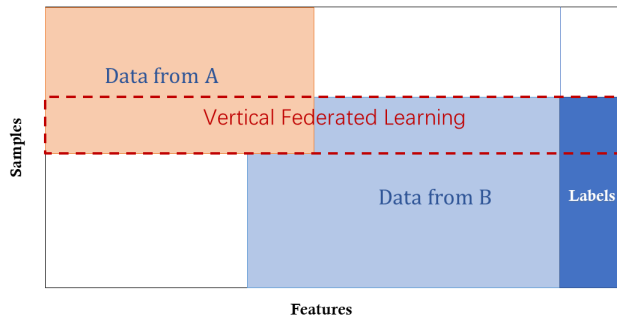 Data from A
Vertical Federated Learning
Samples
Data from B
Labels
Features